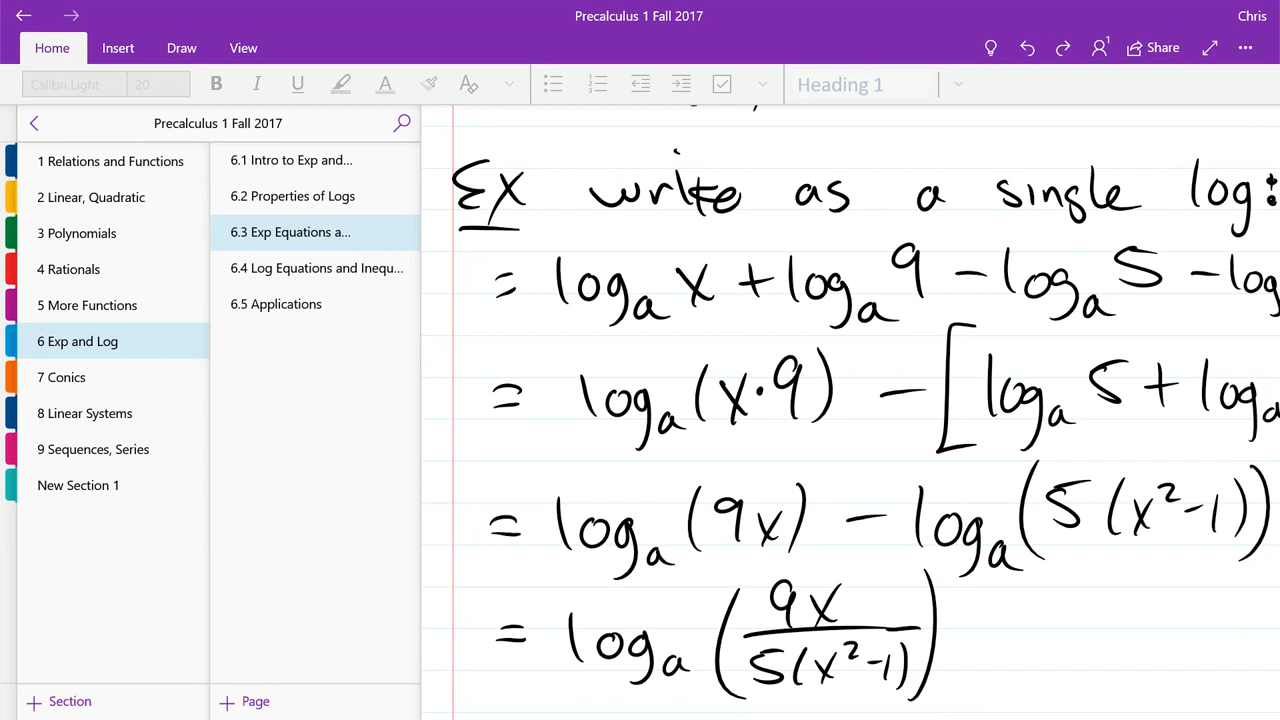 Precalculus 1 Fall 2017
Chris
Home Insert Draw View
1
Share
Calibri Light 20 B I U A A Heading 1
Precalculus 1 Fall 2017
1 Relations and Functions
2 Linear, Quadratic
3 Polynomials
4 Rationals
5 More Functions
6 Exp and Log
7 Conics
8 Linear Systems
9 Sequences, Series
New Section 1
+ Section
6.1 Intro to Exp and...
6.2 Properties of Logs
6.3 Exp Equations a...
6.4 Log Equations and Inequ...
6.5 Applications
+ Page
Ex write as a single log:
= logₐ x + logₐ 9 − logₐ 5 − log
= logₐ (x·9) − [logₐ 5 + logₐ
= logₐ (9x) − logₐ (5(x²-1))
= logₐ (9x / 5(x²-1))